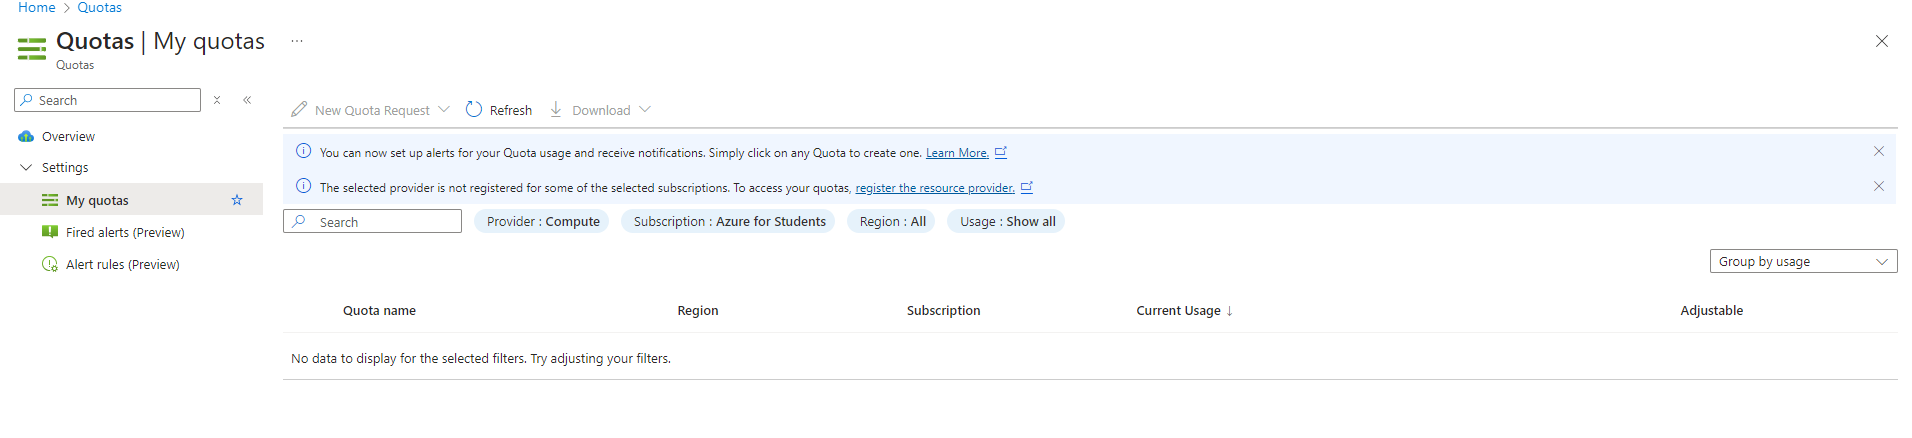 Home > Quotas
Quotas | My quotas ...
Quotas
Search
Overview
Settings
My quotas
Fired alerts (Preview)
Alert rules (Preview)
New Quota Request
Refresh
Download
You can now set up alerts for your Quota usage and receive notifications. Simply click on any Quota to create one. Learn More.
The selected provider is not registered for some of the selected subscriptions. To access your quotas, register the resource provider.
Search
Provider : Compute
Subscription : Azure for Students
Region : All
Usage : Show all
Group by usage
Quota name
Region
Subscription
Current Usage ↓
Adjustable
No data to display for the selected filters. Try adjusting your filters.